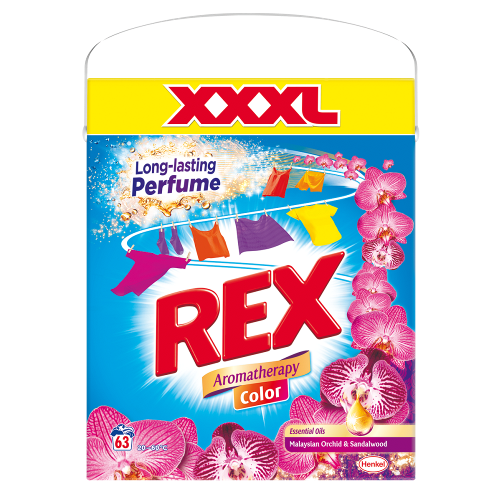 XXXL
Long-lasting
Perfume
REX
Aromatherapy
Color
Essential Oils
Malaysian Orchid & Sandalwood
63
Henkel